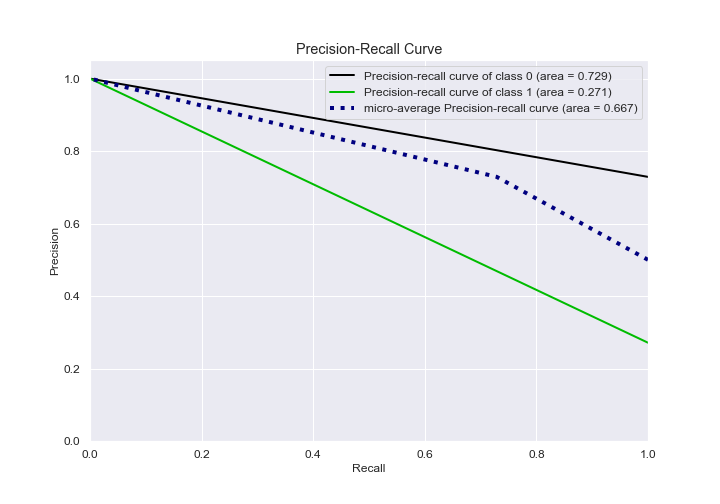 Precision-Recall Curve
Precision-recall curve of class 0 (area = 0.729)
Precision-recall curve of class 1 (area = 0.271)
micro-average Precision-recall curve (area = 0.667)
Precision
1.0
0.8
0.6
0.4
0.2
0.0
0.0 0.2 0.4 0.6 0.8 1.0
Recall